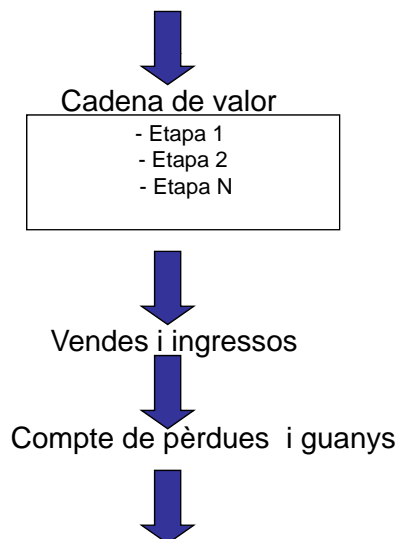 Cadena de valor
- Etapa 1
- Etapa 2
- Etapa N
Vendes i ingressos
Compte de pèrdues i guanys